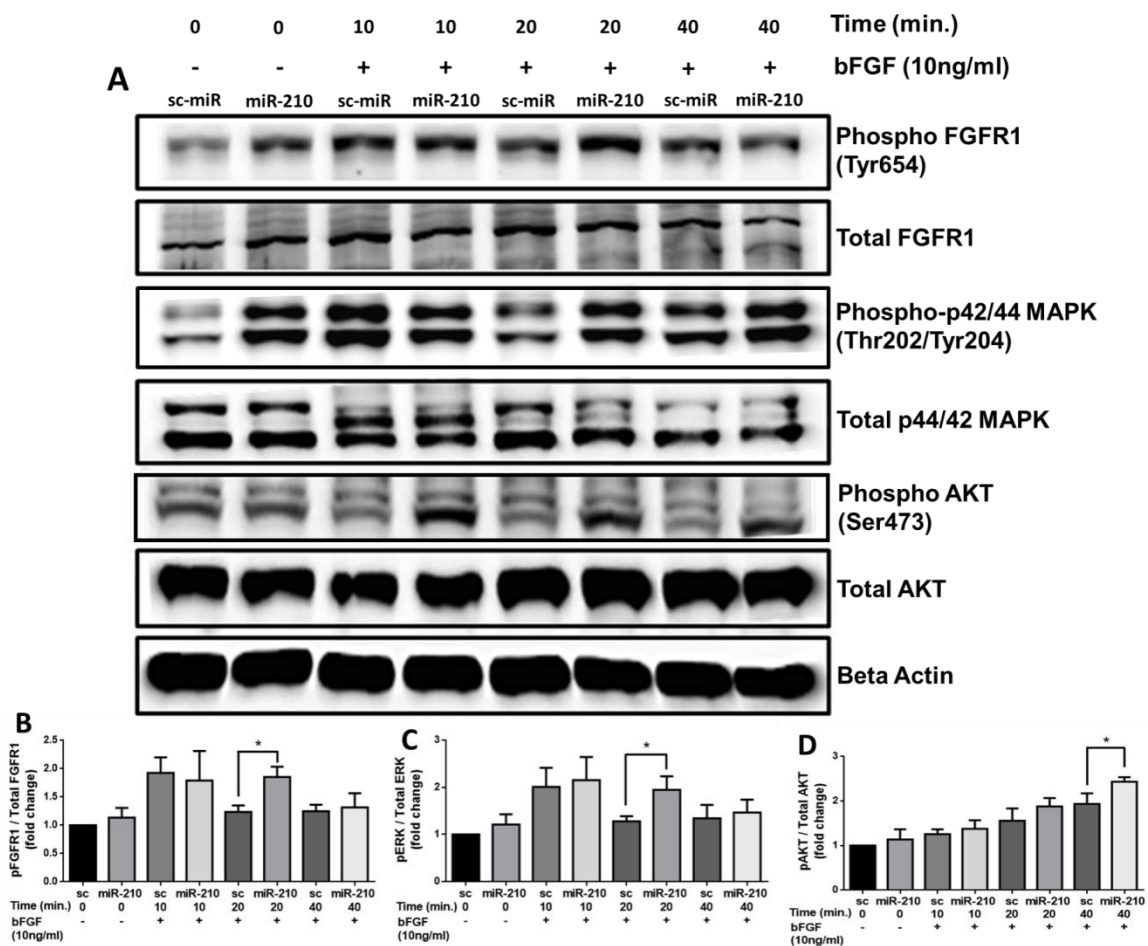 0 0 10 10 20 20 40 40 Time (min.)
- - + + + + + + bFGF (10ng/ml)
A
sc-miR miR-210 sc-miR miR-210 sc-miR miR-210 sc-miR miR-210
Phospho FGFR1
(Tyr654)
Total FGFR1
Phospho-p42/44 MAPK
(Thr202/Tyr204)
Total p44/42 MAPK
Phospho AKT
(Ser473)
Total AKT
Beta Actin
B
pFGFR1 / Total FGFR1
(fold change)
2.5
2.0
1.5
1.0
0.5
0.0
*
sc miR-210 sc miR-210 sc miR-210 sc miR-210
Time (min.) 0 0 10 10 20 20 40 40
bFGF - - + + + + + +
(10ng/ml)
C
pERK / Total ERK
(fold change)
3
2
1
0
*
sc miR-210 sc miR-210 sc miR-210 sc miR-210
Time (min.) 0 0 10 10 20 20 40 40
bFGF - - + + + + + +
(10ng/ml)
D
pAKT / Total AKT
(fold change)
3
2
1
0
*
sc miR-210 sc miR-210 sc miR-210 sc miR-210
Time (min.) 0 0 10 10 20 20 40 40
bFGF - - + + + + + +
(10ng/ml)